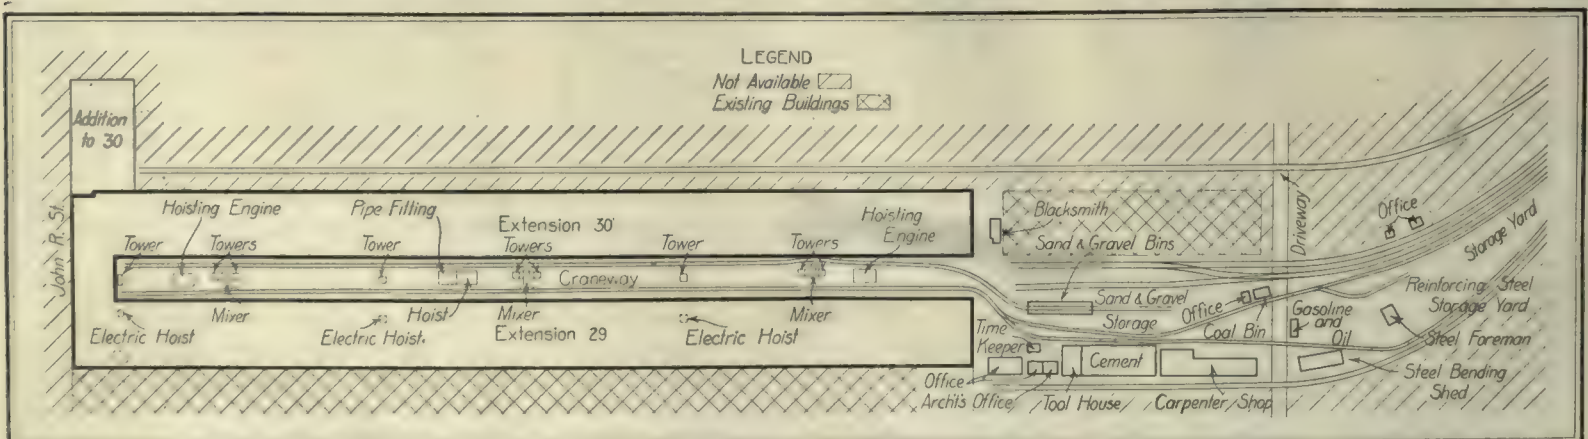 LEGEND
Not Available
Existing Buildings
Addition
to 30
John R. St.
Hoisting Engine
Pipe Fitting
Extension 30
Hoisting
Engine
Tower
Towers
Tower
Towers
Tower
Towers
Craneway
Mixer
Hoist
Mixer
Mixer
Electric Hoist
Electric Hoist.
Extension 29
Electric Hoist
Blacksmith
Sand & Gravel Bins
Driveway
Office
Storage Yard
Sand & Gravel
Storage
Office
Coal Bin
Gasoline
and
Oil
Reinforcing Steel
Storage Yard
Steel Foreman
Steel Bending
Shed
Time
Keeper
Cement
Office
Archit's Office
Tool House
Carpenter Shop